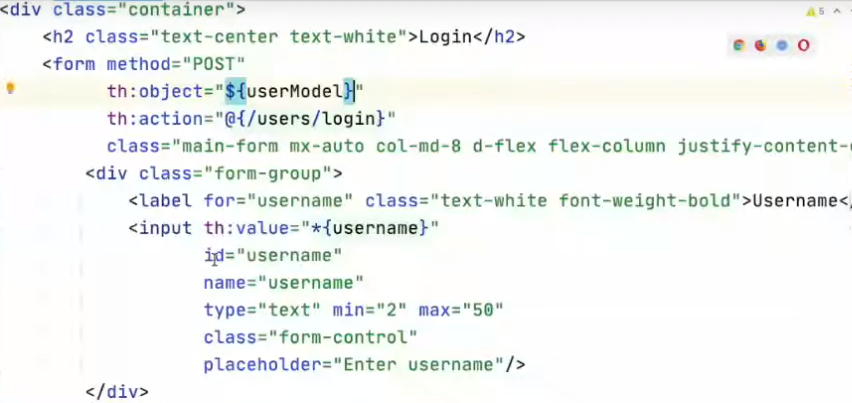 <div class="container">
5
<h2 class="text-center text-white">Login</h2>
<form method="POST"
th:object="${userModel}"
th:action="@{/users/login}"
class="main-form mx-auto col-md-8 d-flex flex-column justify-content-
<div class="form-group">
<label for="username" class="text-white font-weight-bold">Username<
<input th:value="*{username}"
id="username"
name="username"
type="text" min="2" max="50"
class="form-control"
placeholder="Enter username"/>
</div>